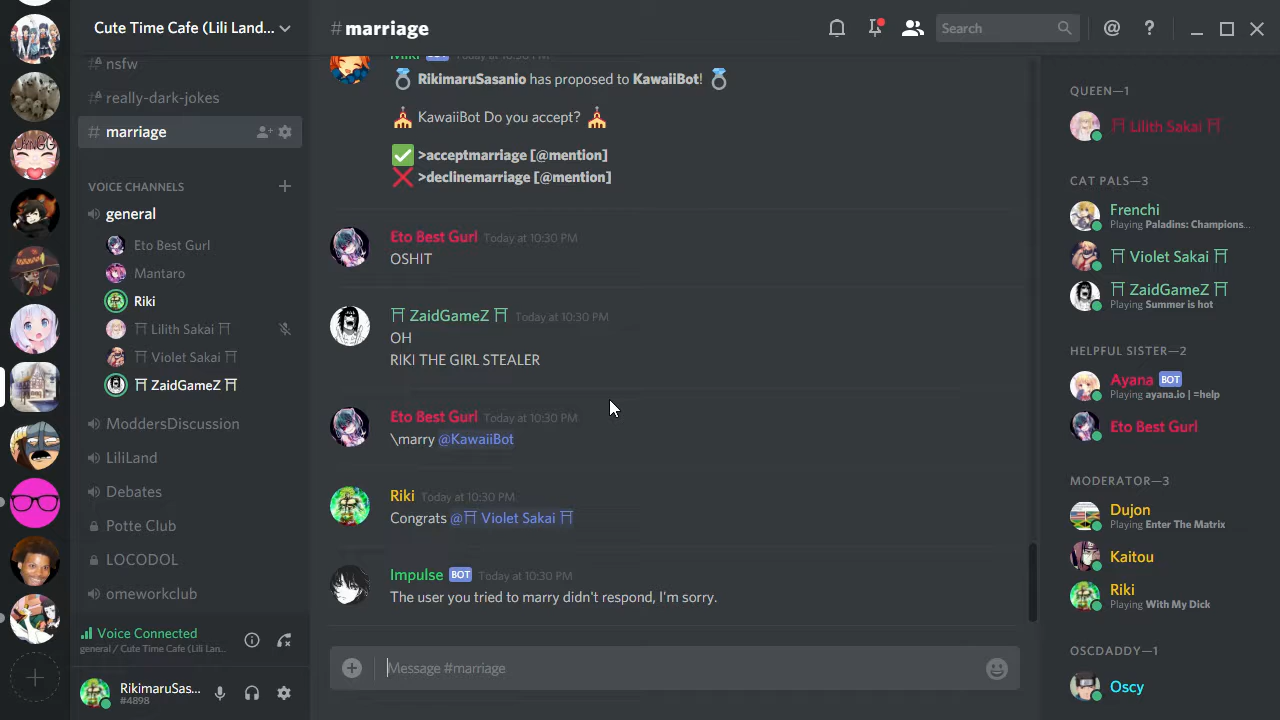 Cute Time Cafe (Lili Land...
nsfw
really-dark-jokes
# marriage
VOICE CHANNELS
general
Eto Best Gurl
Mantaro
Riki
⛩ Lilith Sakai ⛩
⛩ Violet Sakai ⛩
⛩ ZaidGameZ ⛩
ModdersDiscussion
LiliLand
Debates
Potte Club
LOCODOL
omeworkclub
Voice Connected
general / Cute Time Cafe (Lili Lan...
RikimaruSas...
#4898
# marriage
Search
Miki BOT Today at 10:30 PM
RikimaruSasanio has proposed to KawaiiBot!
KawaiiBot Do you accept?
>acceptmarriage [@mention]
>declinemarriage [@mention]
Eto Best Gurl Today at 10:30 PM
OSHIT
⛩ ZaidGameZ ⛩ Today at 10:30 PM
OH
RIKI THE GIRL STEALER
Eto Best Gurl Today at 10:30 PM
\marry @KawaiiBot
Riki Today at 10:30 PM
Congrats @⛩ Violet Sakai ⛩
Impulse BOT Today at 10:30 PM
The user you tried to marry didn't respond, I'm sorry.
Message #marriage
QUEEN—1
⛩ Lilith Sakai ⛩
CAT PALS—3
Frenchi
Playing Paladins: Champions...
⛩ Violet Sakai ⛩
⛩ ZaidGameZ ⛩
Playing Summer is hot
HELPFUL SISTER—2
Ayana BOT
Playing ayana.io | =help
Eto Best Gurl
MODERATOR—3
Dujon
Playing Enter The Matrix
Kaitou
Riki
Playing With My Dick
OSCDADDY—1
Oscy